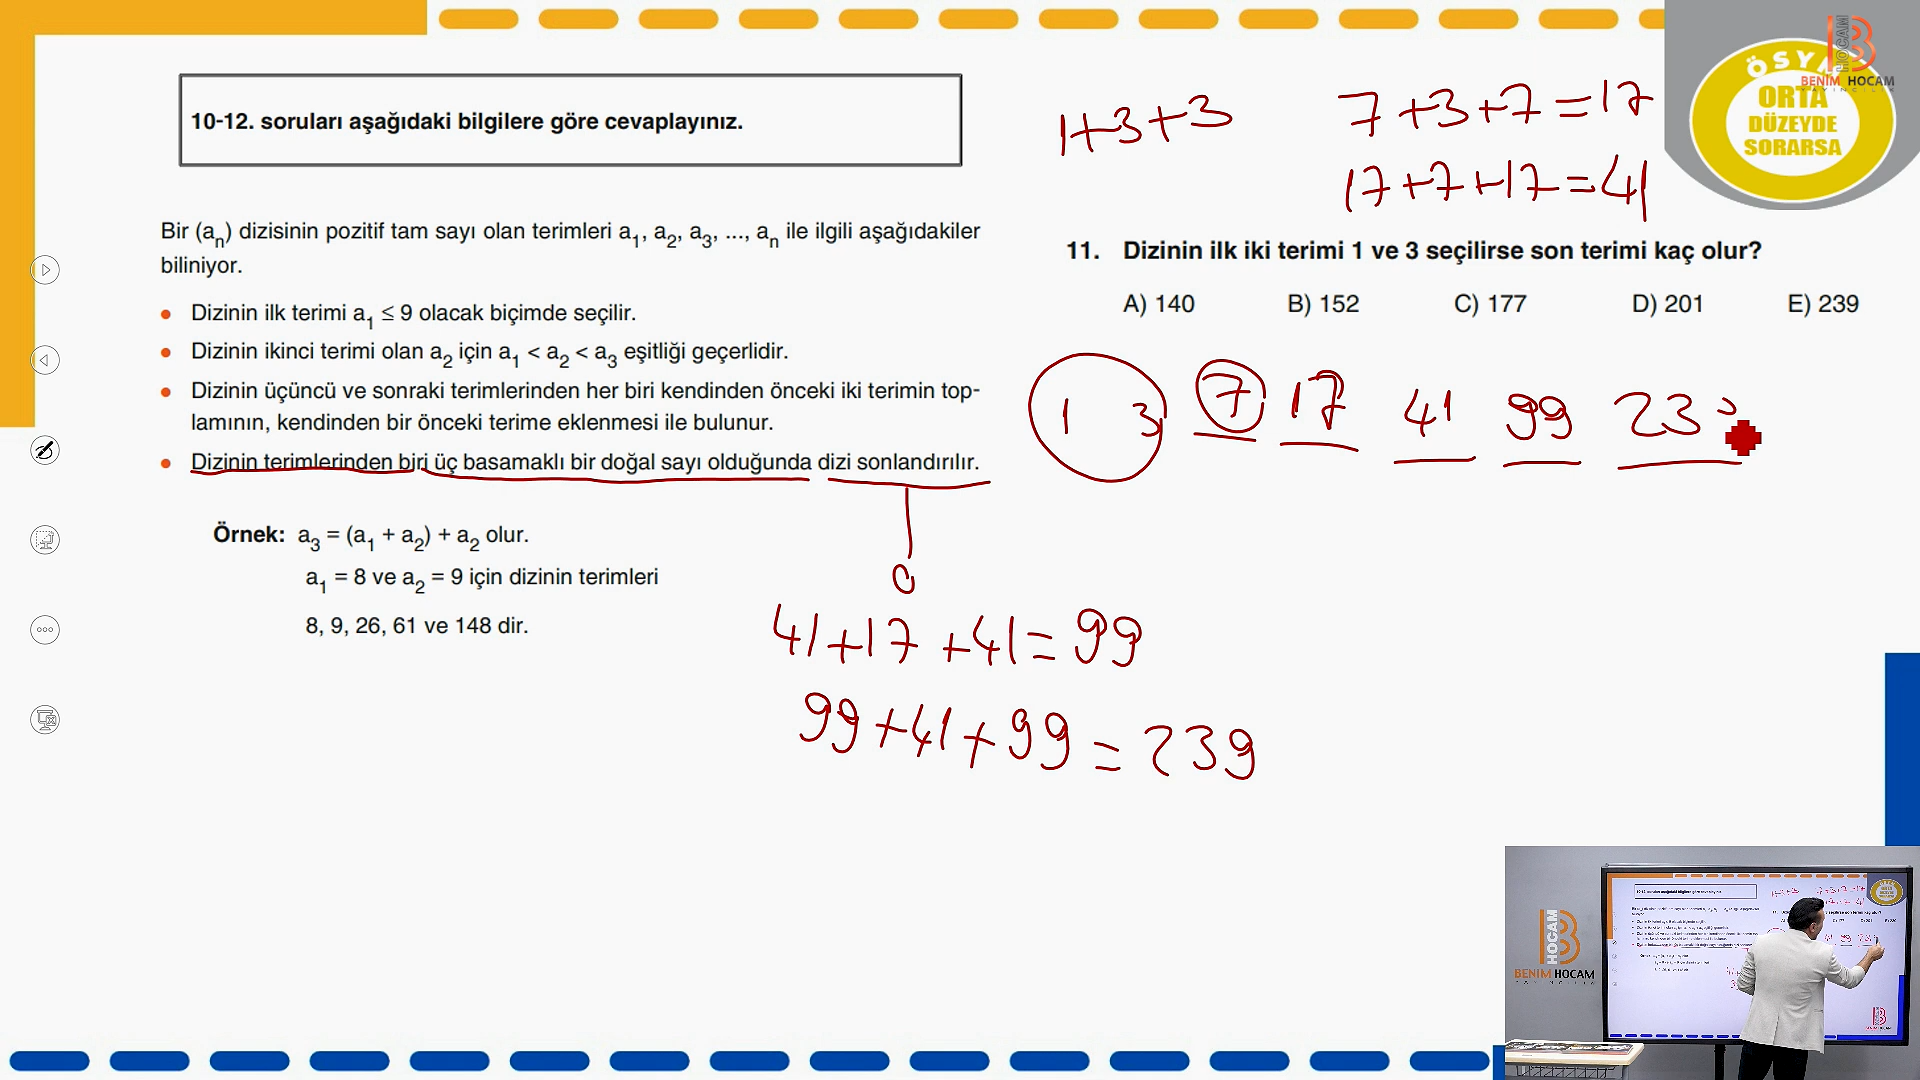 10-12. soruları aşağıdaki bilgilere göre cevaplayınız.
Bir (aₙ) dizisinin pozitif tam sayı olan terimleri a₁, a₂, a₃, ..., aₙ ile ilgili aşağıdakiler
biliniyor.
• Dizinin ilk terimi a₁ ≤ 9 olacak biçimde seçilir.
• Dizinin ikinci terimi olan a₂ için a₁ < a₂ < a₃ eşitliği geçerlidir.
• Dizinin üçüncü ve sonraki terimlerinden her biri kendinden önceki iki terimin top-
lamının, kendinden bir önceki terime eklenmesi ile bulunur.
• Dizinin terimlerinden biri üç basamaklı bir doğal sayı olduğunda dizi sonlandırılır.
Örnek: a₃ = (a₁ + a₂) + a₂ olur.
a₁ = 8 ve a₂ = 9 için dizinin terimleri
8, 9, 26, 61 ve 148 dir.
41+17+41=99
99+41+99=239
1+3+3
7+3+7=17
17+7+17=41
11. Dizinin ilk iki terimi 1 ve 3 seçilirse son terimi kaç olur?
A) 140 B) 152 C) 177 D) 201 E) 239
1 3 7 17 41 99 23
ÖSYM
ORTA
DÜZEYDE
SORARSA
HOCAM
BENİM HOCAM
YAYINCILIK
HOCAM
BENİM HOCAM
YAYINCILIK